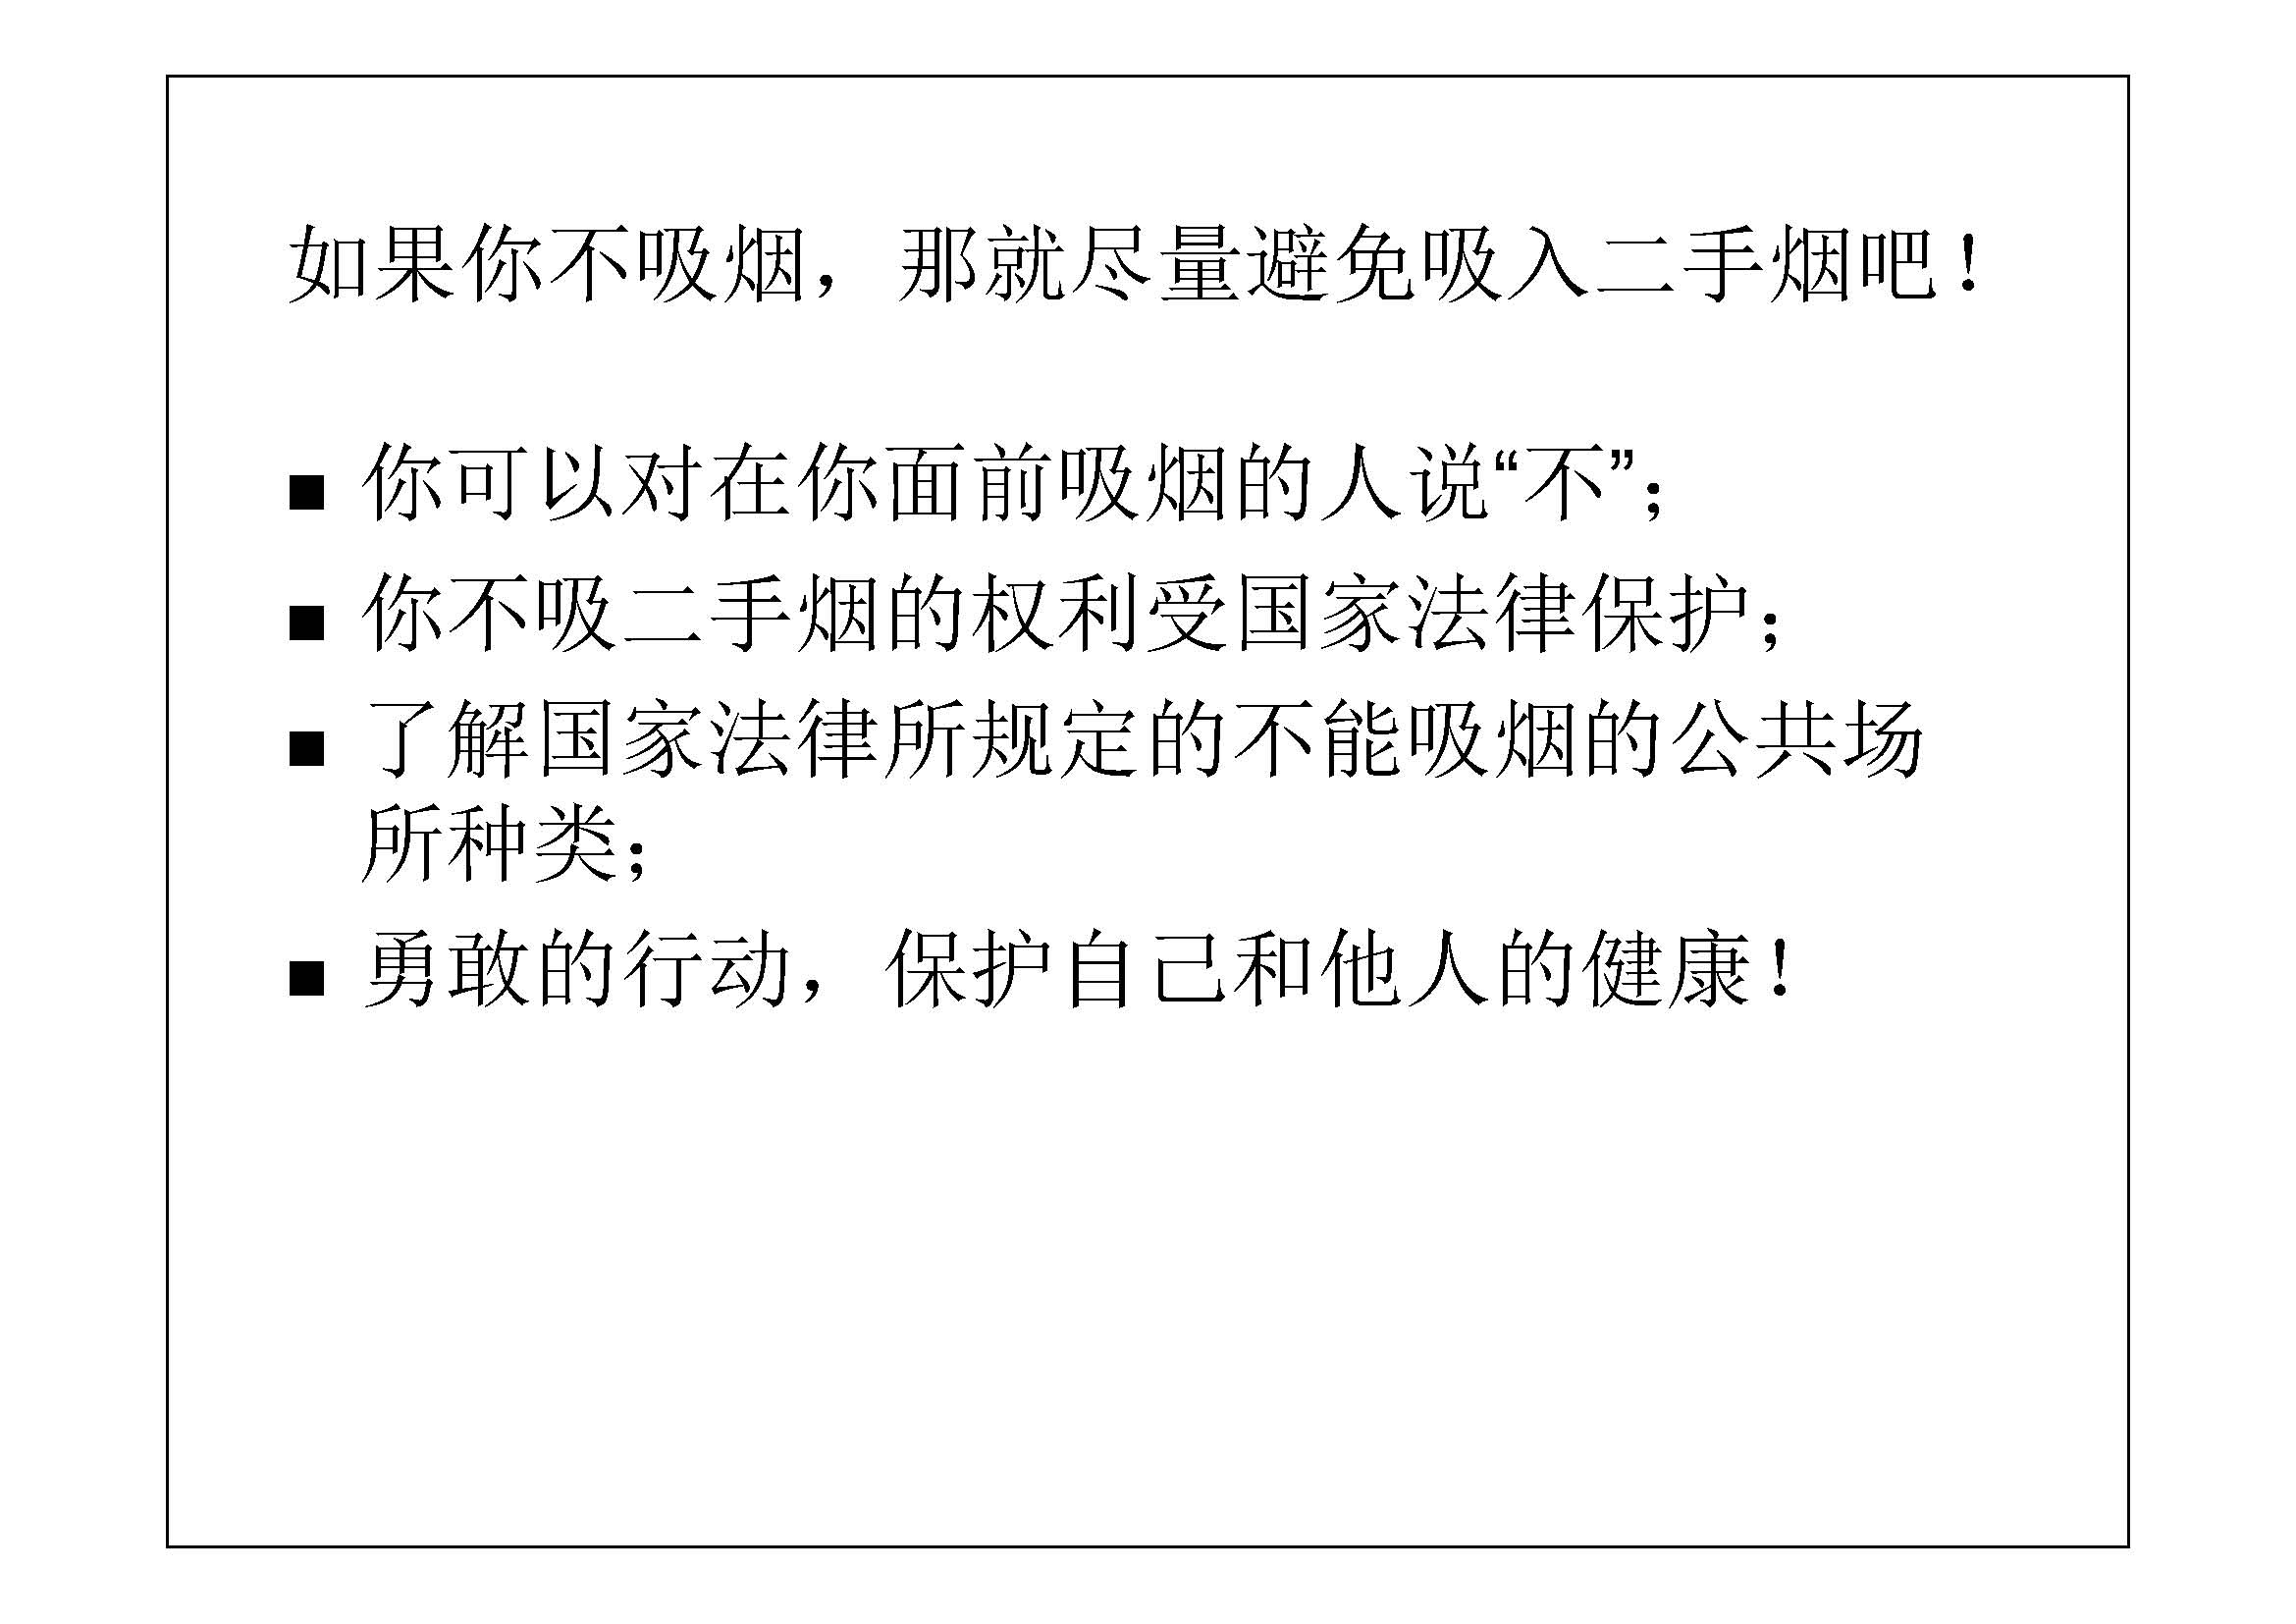 如果你不吸烟，那就尽量避免吸入二手烟吧！
■ 你可以对在你面前吸烟的人说“不”；
■ 你不吸二手烟的权利受国家法律保护；
■ 了解国家法律所规定的不能吸烟的公共场
所种类；
■ 勇敢的行动，保护自己和他人的健康！